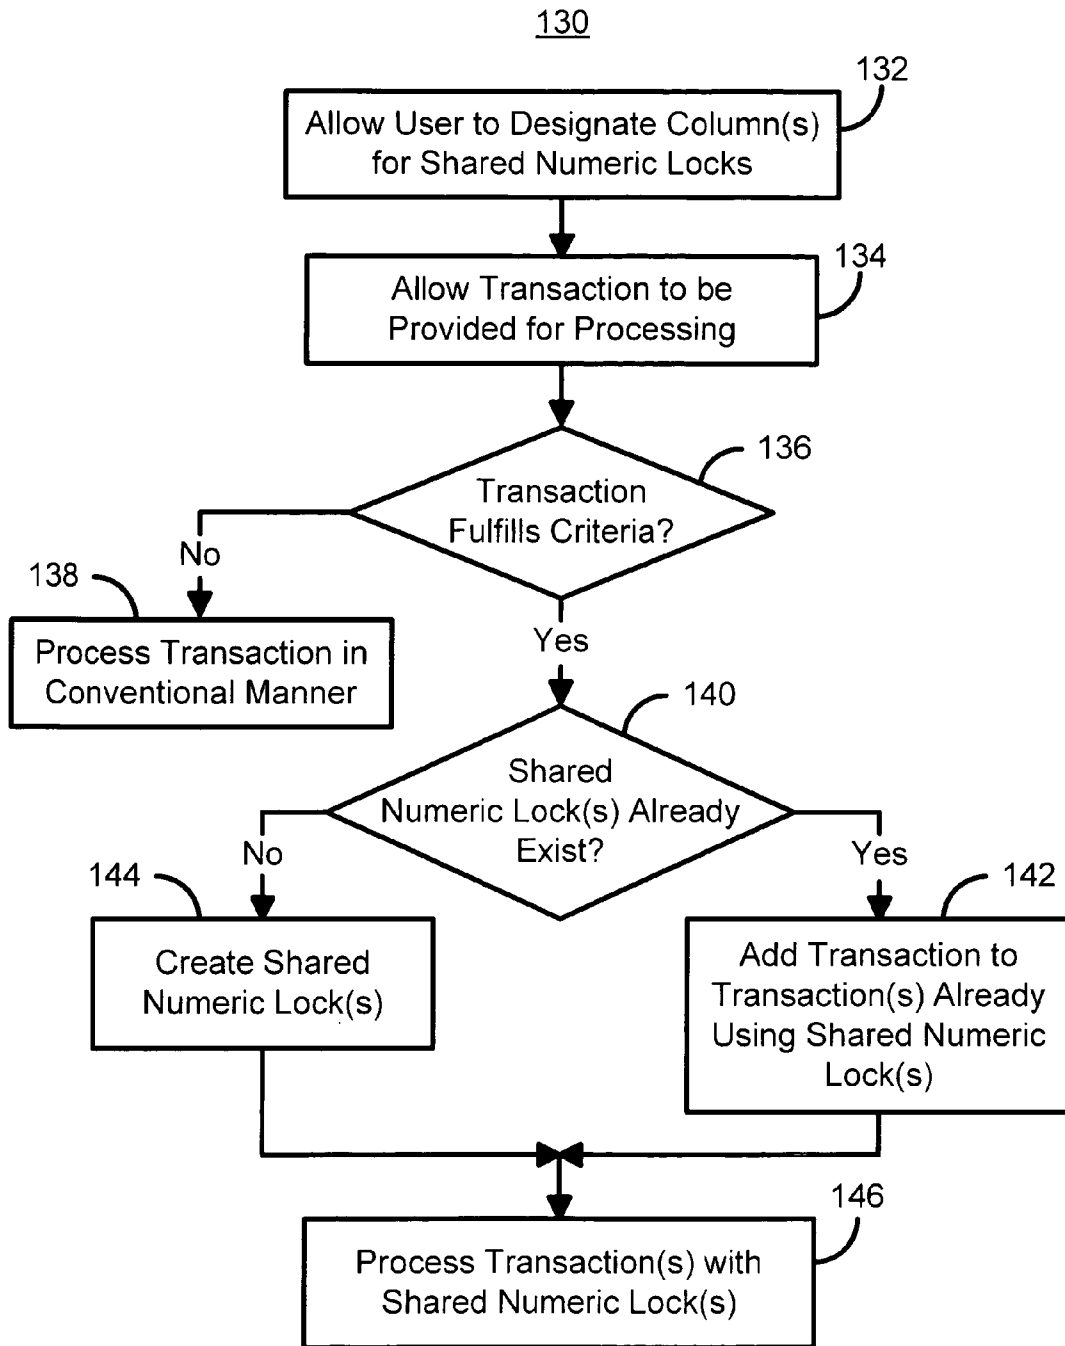 130
132
Allow User to Designate Column(s)
for Shared Numeric Locks
134
Allow Transaction to be
Provided for Processing
136
Transaction
Fulfills Criteria?
No
138
Process Transaction in
Conventional Manner
Yes
140
Shared
Numeric Lock(s) Already
Exist?
No
Yes
144
142
Create Shared
Numeric Lock(s)
Add Transaction to
Transaction(s) Already
Using Shared Numeric
Lock(s)
146
Process Transaction(s) with
Shared Numeric Lock(s)